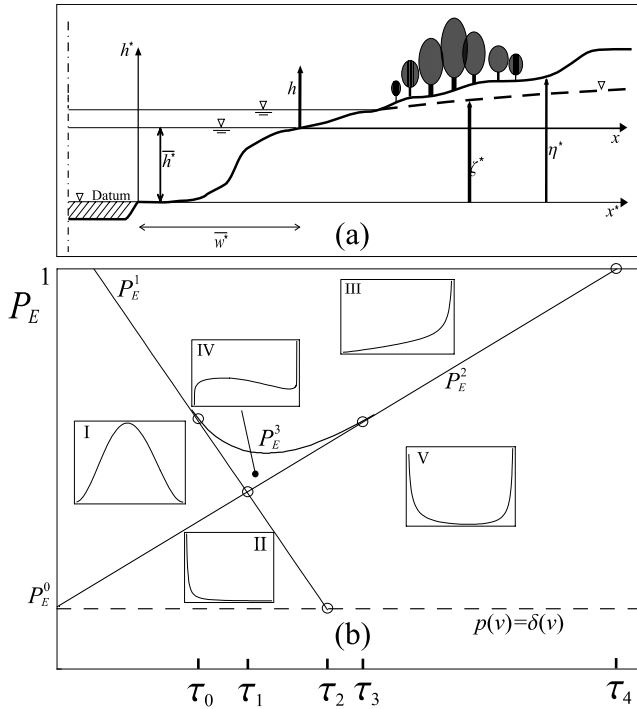 h*
h
h̅*
Datum
x
ζ*
η*
w̅*
(a)
x*
1
P_E
P_E^1
III
IV
P_E^2
P_E^3
I
V
II
P_E^0
(b)
p(v)=δ(v)
τ_0
τ_1
τ_2
τ_3
τ_4